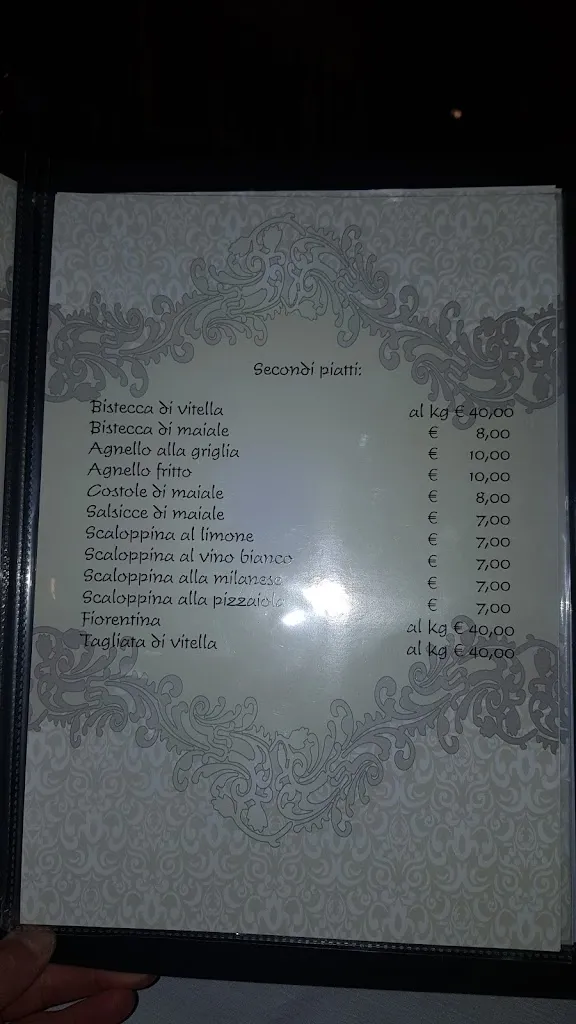 Secondi piatti:
Bistecca di vitella al kg € 40,00
Bistecca di maiale € 8,00
Agnello alla griglia € 10,00
Agnello fritto € 10,00
Costole di maiale € 8,00
Salsicce di maiale € 7,00
Scaloppina al limone € 7,00
Scaloppina al vino bianco € 7,00
Scaloppina alla milanese € 7,00
Scaloppina alla pizzaiola € 7,00
Fiorentina al kg € 40,00
Tagliata di vitella al kg € 40,00